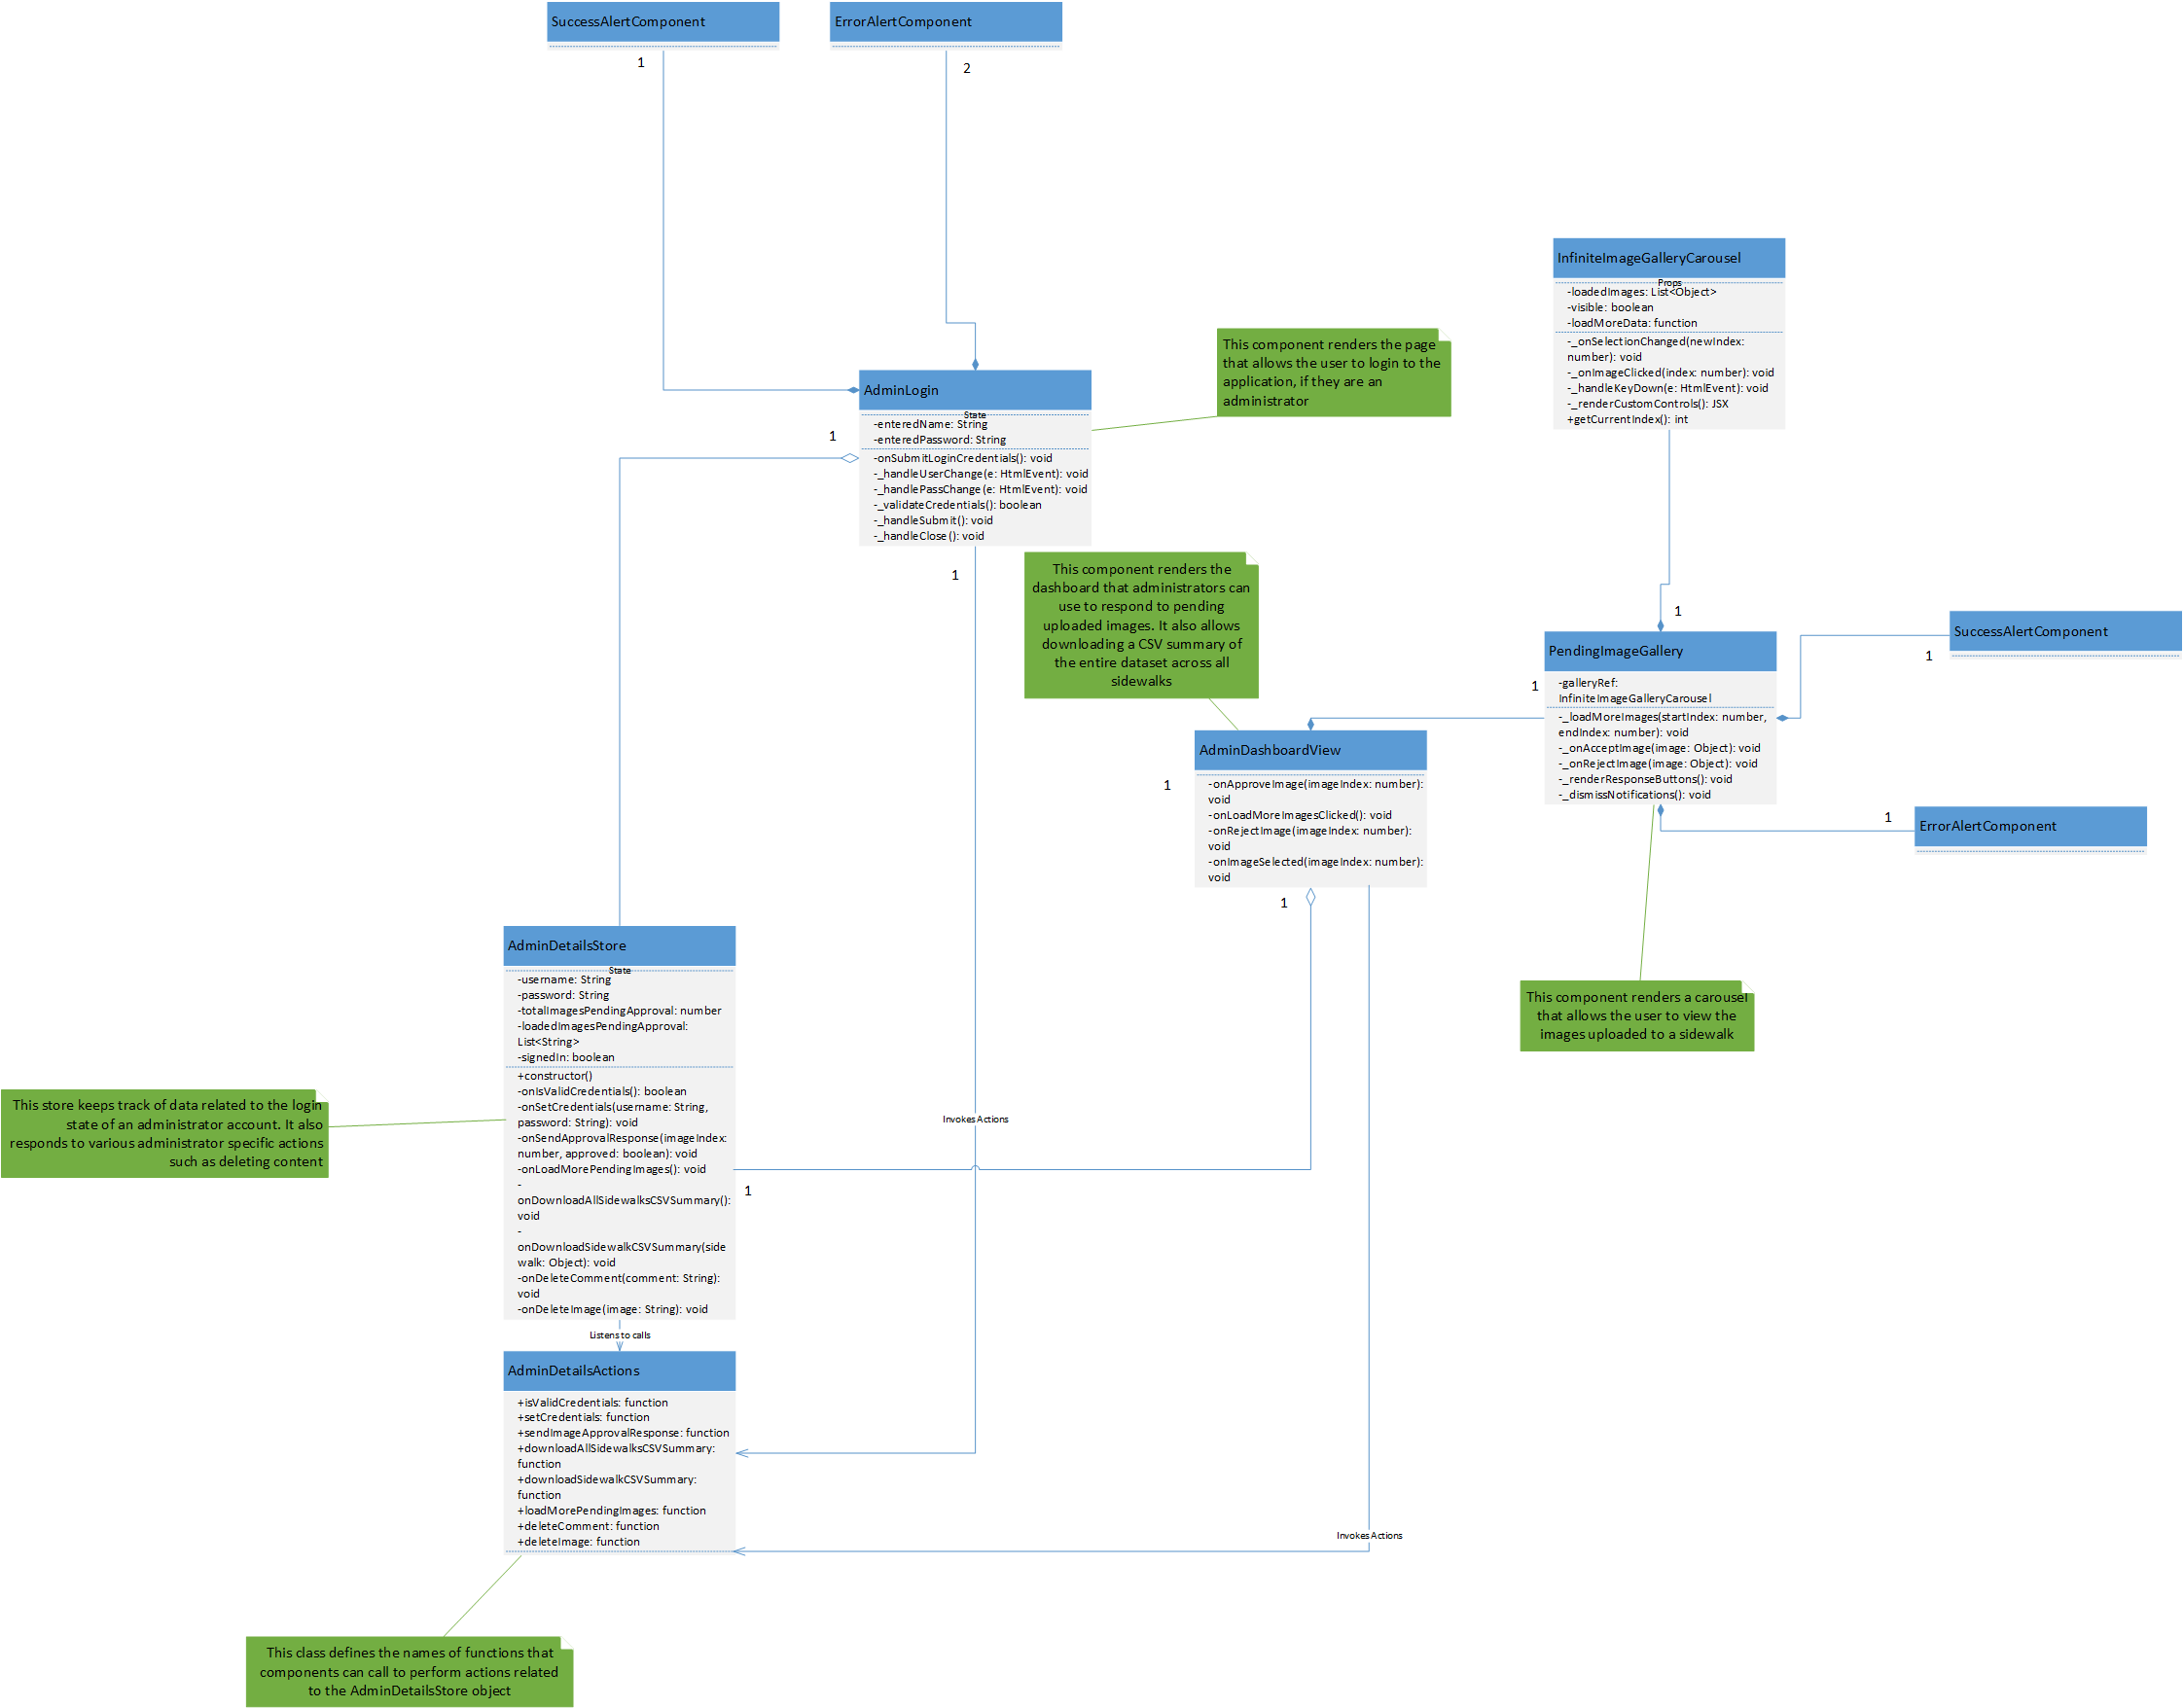 SuccessAlertComponent
1
ErrorAlertComponent
2
InfiniteImageGalleryCarousel
Props
-loadedImages: List<Object>
-visible: boolean
-loadMoreData: function
-_onSelectionChanged(newIndex:
number): void
-_onImageClicked(index: number): void
-_handleKeyDown(e: HtmlEvent): void
-_renderCustomControls(): JSX
+getCurrentIndex(): int
This component renders the page
that allows the user to login to the
application, if they are an
administrator
AdminLogin
State
-enteredName: String
-enteredPassword: String
-onSubmitLoginCredentials(): void
-_handleUserChange(e: HtmlEvent): void
-_handlePassChange(e: HtmlEvent): void
-_validateCredentials(): boolean
-_handleSubmit(): void
-_handleClose(): void
1
1
This component renders the
dashboard that administrators can
use to respond to pending
uploaded images. It also allows
downloading a CSV summary of
the entire dataset across all
sidewalks
1
PendingImageGallery
-galleryRef:
InfiniteImageGalleryCarousel
-_loadMoreImages(startIndex: number,
endIndex: number): void
-_onAcceptImage(image: Object): void
-_onRejectImage(image: Object): void
-_renderResponseButtons(): void
-_dismissNotifications(): void
1
SuccessAlertComponent
1
ErrorAlertComponent
1
AdminDashboardView
-onApproveImage(imageIndex: number):
void
-onLoadMoreImagesClicked(): void
-onRejectImage(imageIndex: number):
void
-onImageSelected(imageIndex: number):
void
1
1
This component renders a carousel
that allows the user to view the
images uploaded to a sidewalk
AdminDetailsStore
State
-username: String
-password: String
-totalImagesPendingApproval: number
-loadedImagesPendingApproval:
List<String>
-signedIn: boolean
+constructor()
-onIsValidCredentials(): boolean
-onSetCredentials(username: String,
password: String): void
-onSendApprovalResponse(imageIndex:
number, approved: boolean): void
-onLoadMorePendingImages(): void
-
onDownloadAllSidewalksCSVSummary():
void
-
onDownloadSidewalkCSVSummary(side
walk: Object): void
-onDeleteComment(comment: String):
void
-onDeleteImage(image: String): void
1
This store keeps track of data related to the login
state of an administrator account. It also
responds to various administrator specific actions
such as deleting content
Invokes Actions
Listens to calls
AdminDetailsActions
+isValidCredentials: function
+setCredentials: function
+sendImageApprovalResponse: function
+downloadAllSidewalksCSVSummary:
function
+downloadSidewalkCSVSummary:
function
+loadMorePendingImages: function
+deleteComment: function
+deleteImage: function
Invokes Actions
This class defines the names of functions that
components can call to perform actions related
to the AdminDetailsStore object